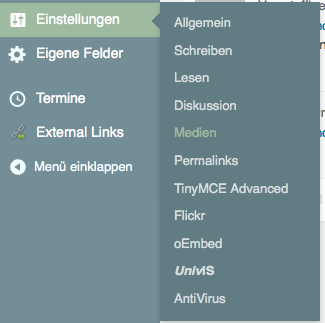 Einstellungen
Eigene Felder
Termine
External Links
Menü einklappen
Allgemein
Schreiben
Lesen
Diskussion
Medien
Permalinks
TinyMCE Advanced
Flickr
oEmbed
UnivIS
AntiVirus